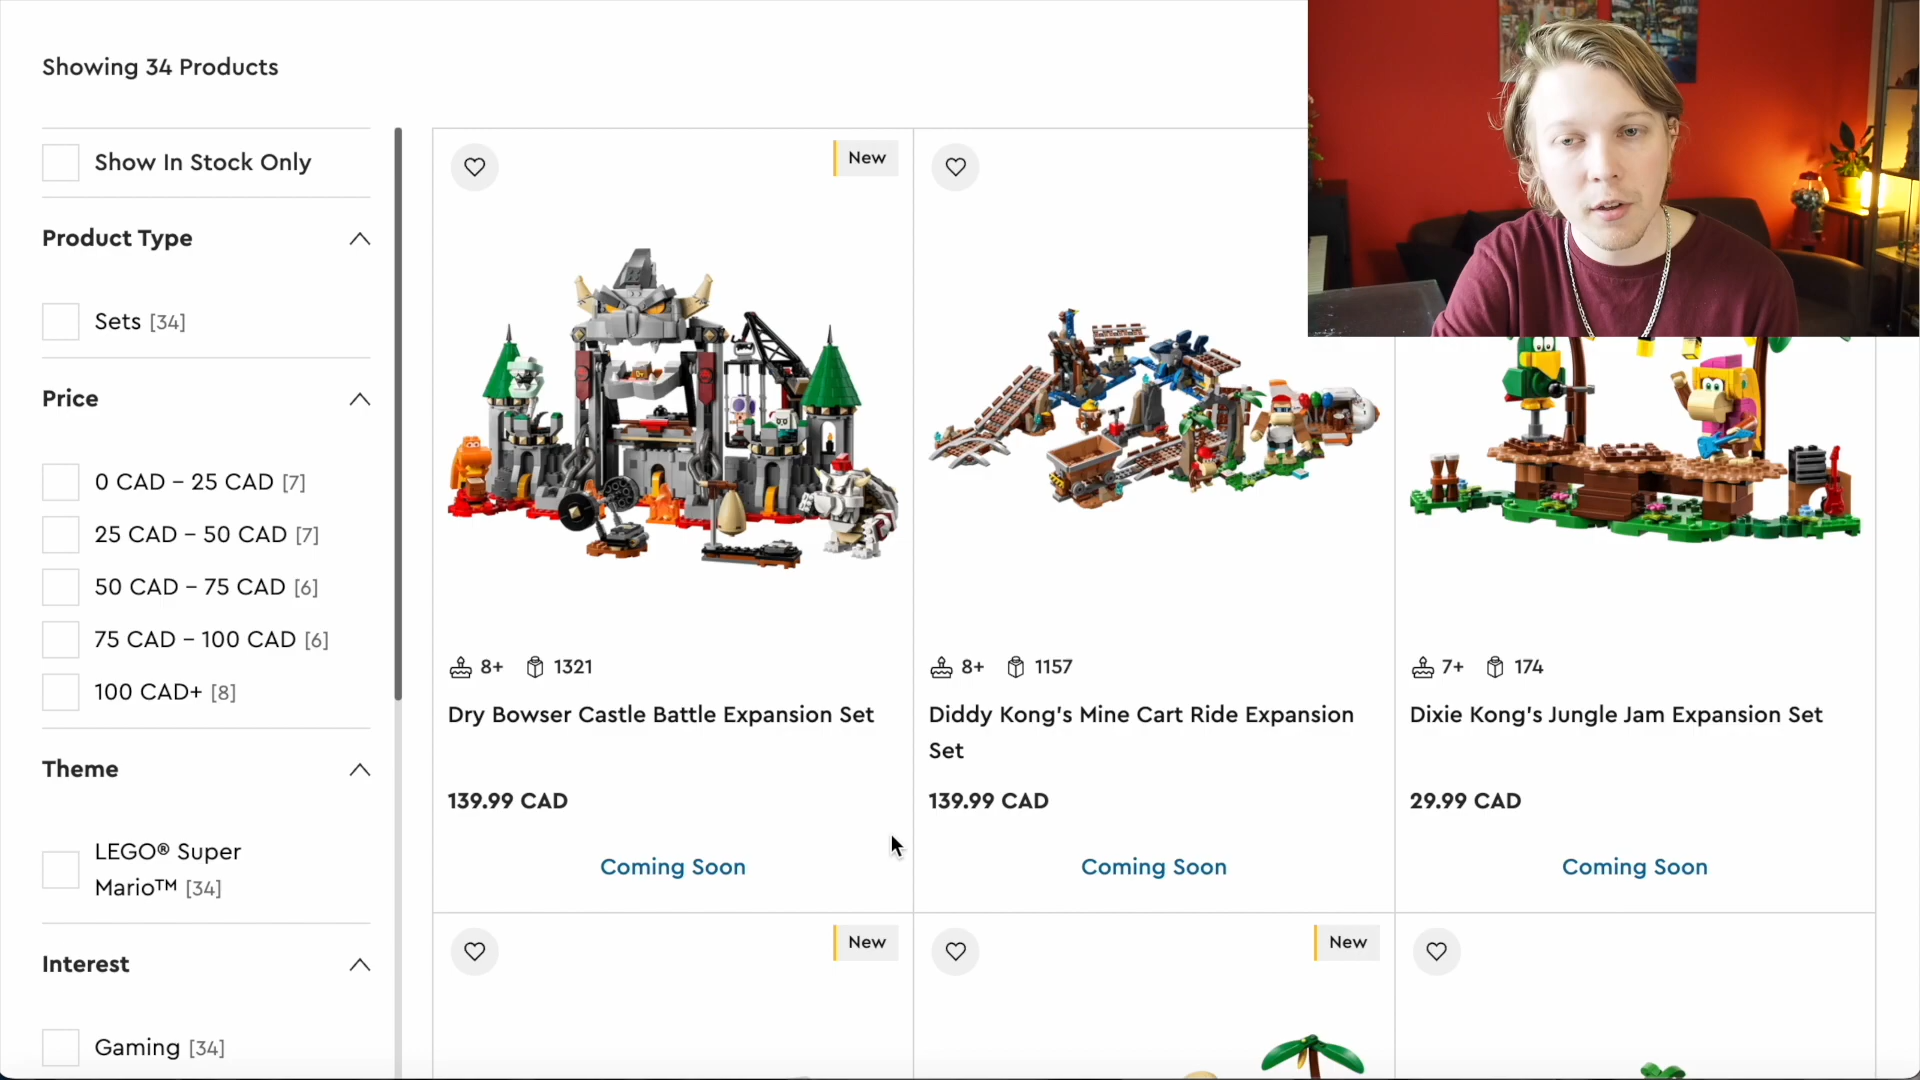 Showing 34 Products
Show In Stock Only
Product Type
Sets [34]
Price
0 CAD – 25 CAD [7]
25 CAD – 50 CAD [7]
50 CAD – 75 CAD [6]
75 CAD – 100 CAD [6]
100 CAD+ [8]
Theme
LEGO® Super
Mario™ [34]
Interest
Gaming [34]
New
8+ 1321
Dry Bowser Castle Battle Expansion Set
139.99 CAD
Coming Soon
8+ 1157
Diddy Kong's Mine Cart Ride Expansion
Set
139.99 CAD
Coming Soon
7+ 174
Dixie Kong's Jungle Jam Expansion Set
29.99 CAD
Coming Soon
New
New